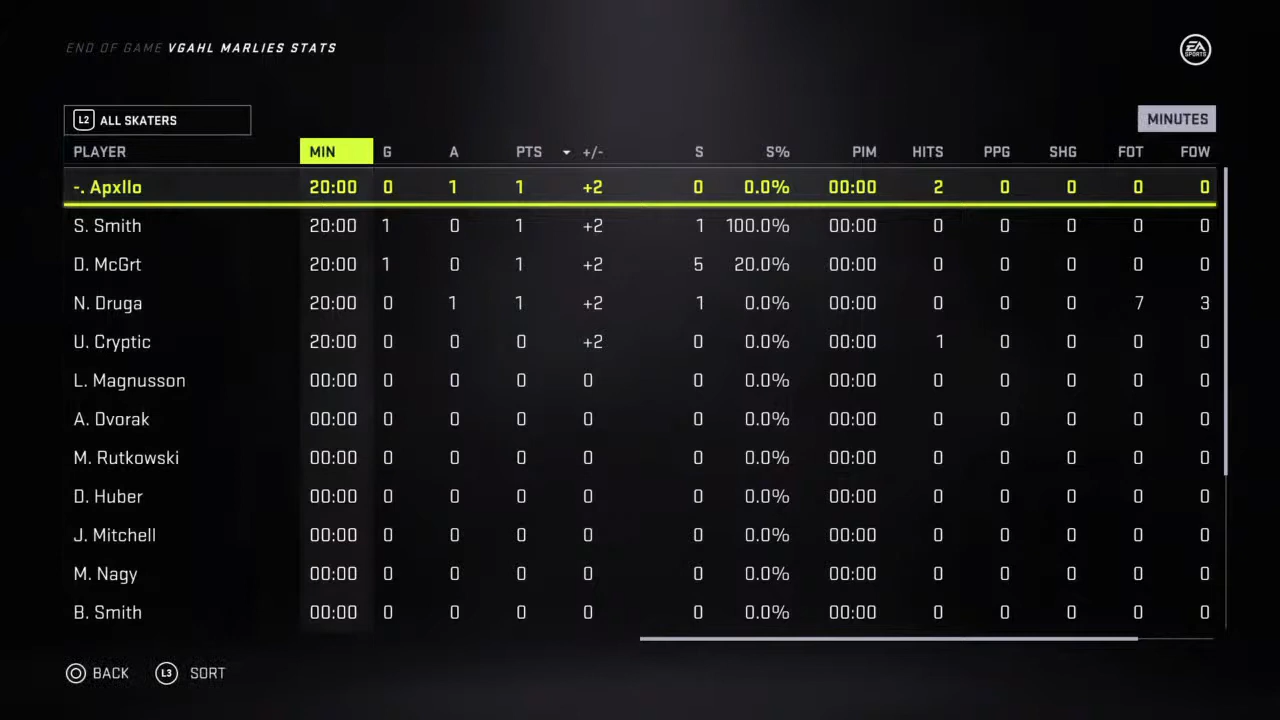 END OF GAME VGAHL MARLIES STATS
EA SPORTS
L2 ALL SKATERS
MINUTES
PLAYER MIN G A PTS +/- S S% PIM HITS PPG SHG FOT FOW
-. Apxllo 20:00 0 1 1 +2 0 0.0% 00:00 2 0 0 0 0
S. Smith 20:00 1 0 1 +2 1 100.0% 00:00 0 0 0 0 0
D. McGrt 20:00 1 0 1 +2 5 20.0% 00:00 0 0 0 0 0
N. Druga 20:00 0 1 1 +2 1 0.0% 00:00 0 0 0 7 3
U. Cryptic 20:00 0 0 0 +2 0 0.0% 00:00 1 0 0 0 0
L. Magnusson 00:00 0 0 0 0 0 0.0% 00:00 0 0 0 0 0
A. Dvorak 00:00 0 0 0 0 0 0.0% 00:00 0 0 0 0 0
M. Rutkowski 00:00 0 0 0 0 0 0.0% 00:00 0 0 0 0 0
D. Huber 00:00 0 0 0 0 0 0.0% 00:00 0 0 0 0 0
J. Mitchell 00:00 0 0 0 0 0 0.0% 00:00 0 0 0 0 0
M. Nagy 00:00 0 0 0 0 0 0.0% 00:00 0 0 0 0 0
B. Smith 00:00 0 0 0 0 0 0.0% 00:00 0 0 0 0 0
BACK L3 SORT